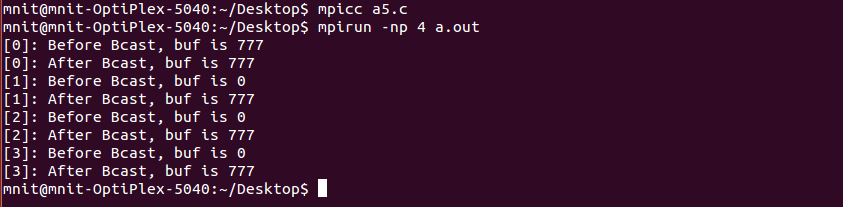 mnit@mnit-OptiPlex-5040:~/Desktop$ mpicc a5.c
mnit@mnit-OptiPlex-5040:~/Desktop$ mpirun -np 4 a.out
[0]: Before Bcast, buf is 777
[0]: After Bcast, buf is 777
[1]: Before Bcast, buf is 0
[1]: After Bcast, buf is 777
[2]: Before Bcast, buf is 0
[2]: After Bcast, buf is 777
[3]: Before Bcast, buf is 0
[3]: After Bcast, buf is 777
mnit@mnit-OptiPlex-5040:~/Desktop$